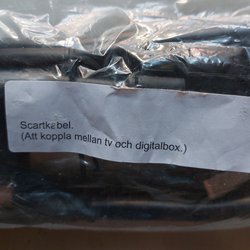 Scartkabel.
(Att koppla mellan tv och digitalbox.)